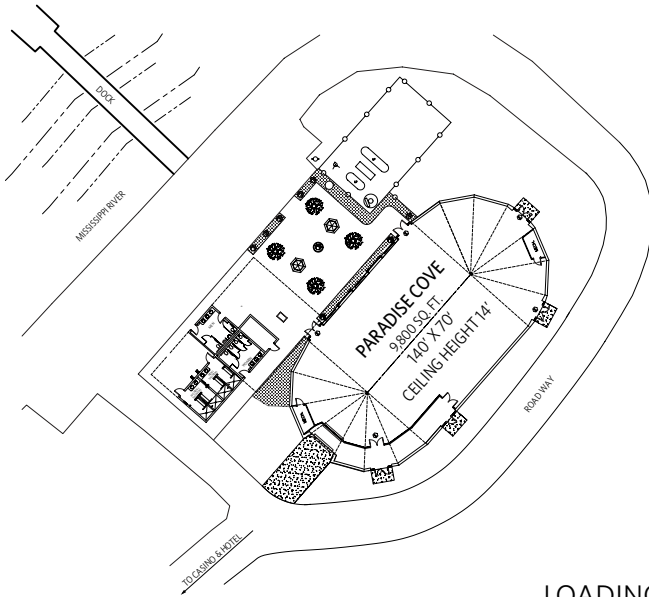 DOCK
MISSISSIPPI RIVER
PARADISE COVE
9,800 SQ. FT.
140' X 70'
CEILING HEIGHT 14'
ROAD WAY
TO CASINO & HOTEL
LOADING